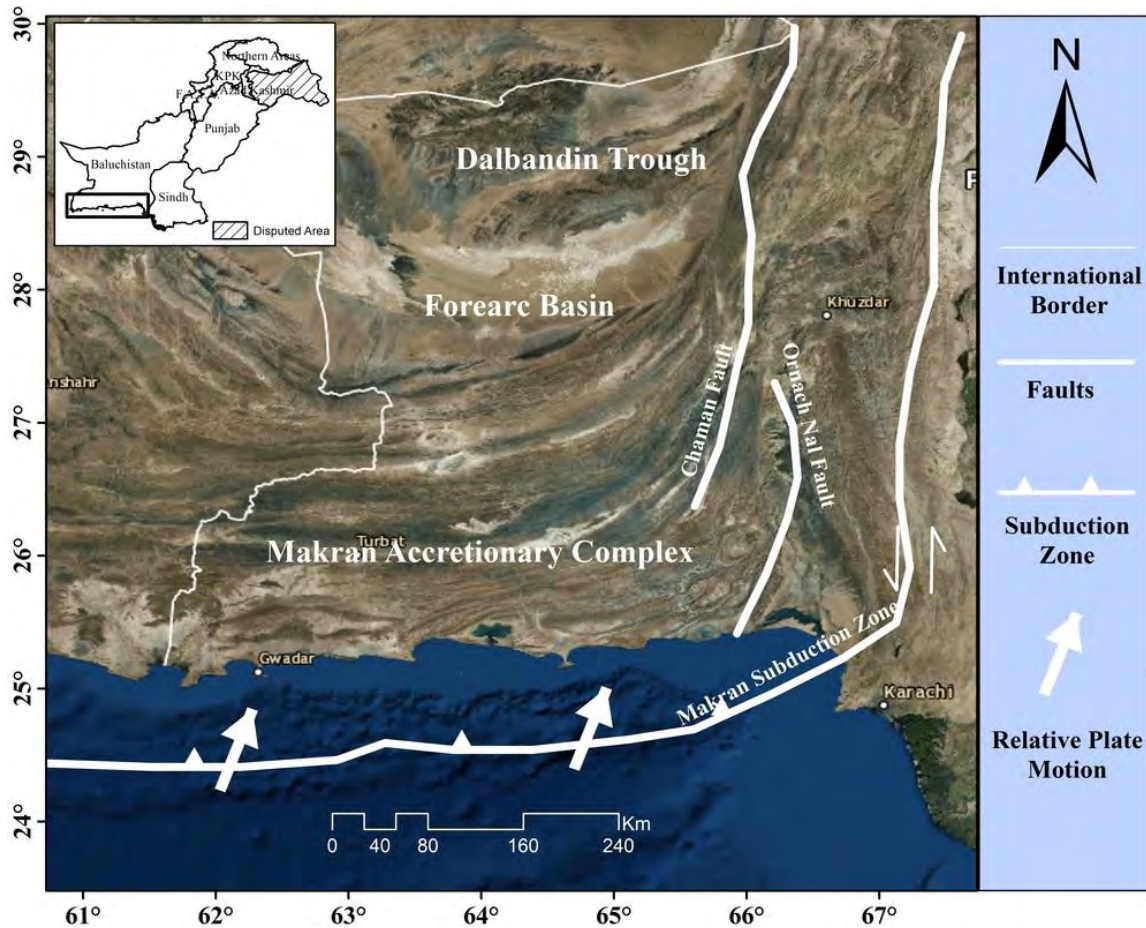 30°
29°
28°
27°
26°
25°
24°
61°
62°
63°
64°
65°
66°
67°
Northern Areas
KPK
F
Azad Kashmir
Punjab
Baluchistan
Sindh
Disputed Area
Dalbandin Trough
Forearc Basin
Khuzdar
Chaman Fault
Ornach Nal Fault
anshahr
Turbat
Makran Accretionary Complex
Gwadar
Makran Subduction Zone
Karachi
Km
0
40
80
160
240
N
International
Border
Faults
Subduction
Zone
Relative Plate
Motion